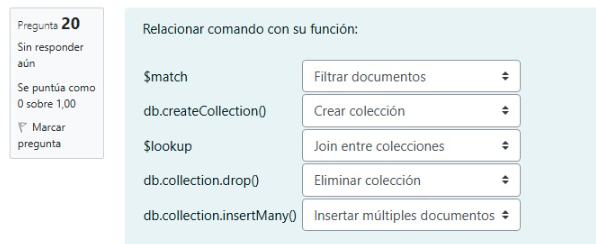 Pregunta 20
Sin responder
aún
Se puntúa como
0 sobre 1,00
Marcar
pregunta
Relacionar comando con su función:
$match Filtrar documentos
db.createCollection() Crear colección
$lookup Join entre colecciones
db.collection.drop() Eliminar colección
db.collection.insertMany() Insertar múltiples documentos